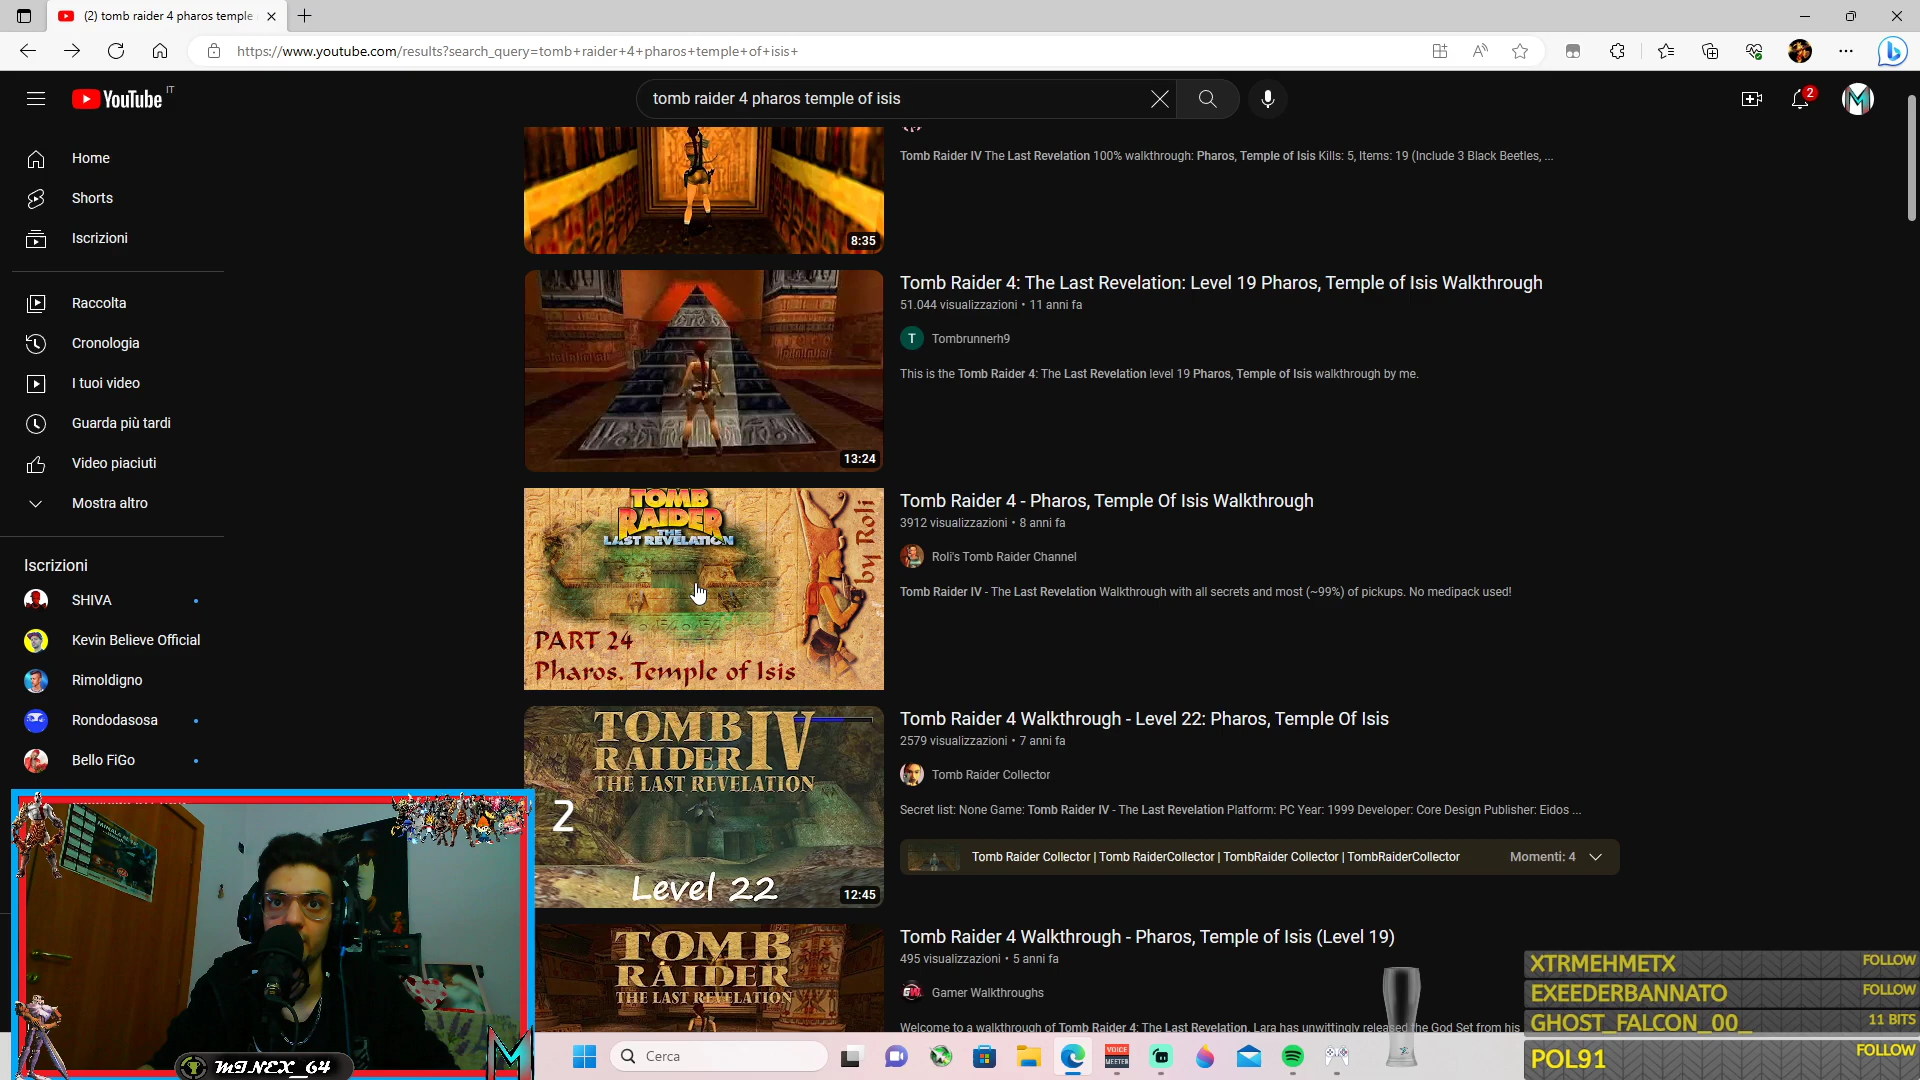 (2) tomb raider 4 pharos temple
https://www.youtube.com/results?search_query=tomb+raider+4+pharos+temple+of+isis+
YouTube IT
tomb raider 4 pharos temple of isis
2
Home
Shorts
Iscrizioni
Raccolta
Cronologia
I tuoi video
Guarda più tardi
Video piaciuti
Mostra altro
Iscrizioni
SHIVA
Kevin Believe Official
Rimoldigno
Rondodasosa
Bello FiGo
Tomb Raider IV The Last Revelation 100% walkthrough: Pharos, Temple of Isis Kills: 5, Items: 19 (Include 3 Black Beetles, ...
8:35
Tomb Raider 4: The Last Revelation: Level 19 Pharos, Temple of Isis Walkthrough
51.044 visualizzazioni • 11 anni fa
T Tombrunnerh9
This is the Tomb Raider 4: The Last Revelation level 19 Pharos, Temple of Isis walkthrough by me.
13:24
TOMB
RAIDER
THE
LAST REVELATION
by Roli
PART 24
Pharos. Temple of Isis
Tomb Raider 4 - Pharos, Temple Of Isis Walkthrough
3912 visualizzazioni • 8 anni fa
Roli's Tomb Raider Channel
Tomb Raider IV - The Last Revelation Walkthrough with all secrets and most (~99%) of pickups. No medipack used!
TOMB
RAIDER IV
THE LAST REVELATION
2
Level 22
12:45
Tomb Raider 4 Walkthrough - Level 22: Pharos, Temple Of Isis
2579 visualizzazioni • 7 anni fa
Tomb Raider Collector
Secret list: None Game: Tomb Raider IV - The Last Revelation Platform: PC Year: 1999 Developer: Core Design Publisher: Eidos ...
Tomb Raider Collector | Tomb RaiderCollector | TombRaider Collector | TombRaiderCollector
Momenti: 4
TOMB
RAIDER
THE LAST REVELATION
Tomb Raider 4 Walkthrough - Pharos, Temple of Isis (Level 19)
495 visualizzazioni • 5 anni fa
Gamer Walkthroughs
Welcome to a walkthrough of Tomb Raider 4: The Last Revelation. Lara has unwittingly released the God Set from his
XTRMEHMETX FOLLOW
EXEEDERBANNATO FOLLOW
GHOST_FALCON_00_ 11 BITS
POL91 FOLLOW
MINEX_64
Cerca
VOICE
MEETER